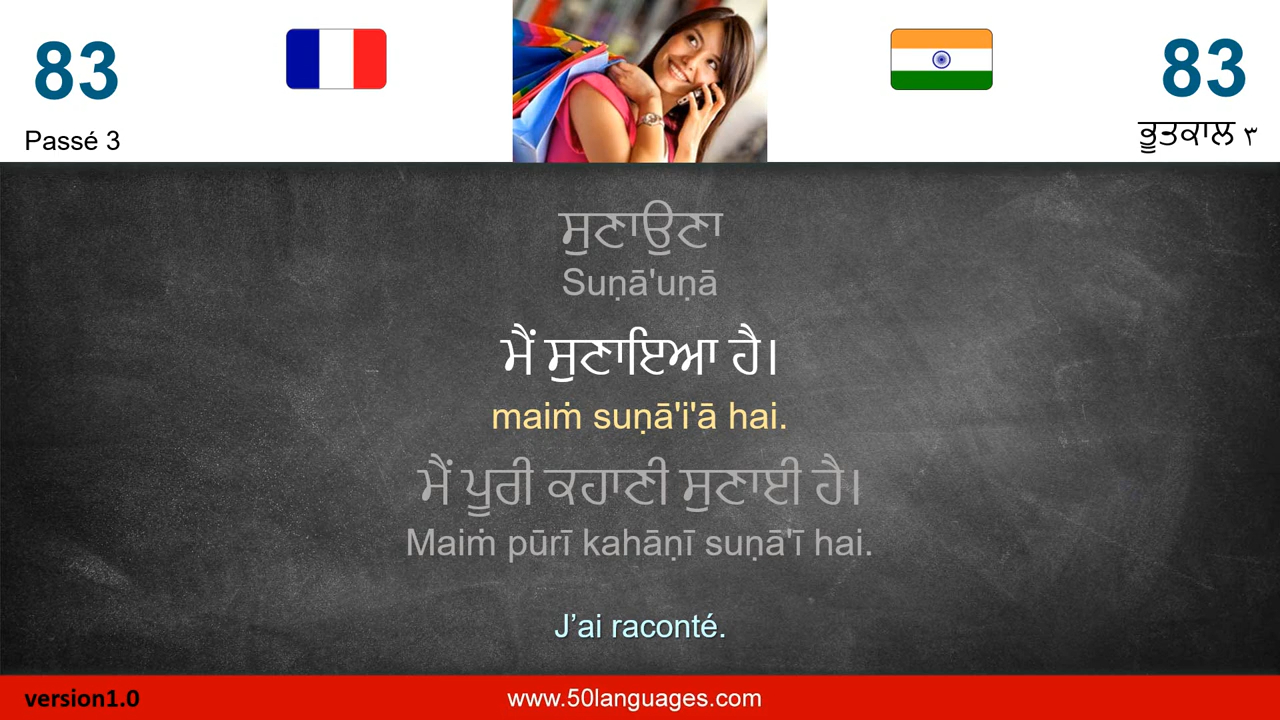 83
83
Passé 3
ਭੂਤਕਾਲ ੩
ਸੁਣਾਉਣਾ
Suṇā'uṇā
ਮੈਂ ਸੁਣਾਇਆ ਹੈ।
maiṁ suṇā'i'ā hai.
ਮੈਂ ਪੂਰੀ ਕਹਾਣੀ ਸੁਣਾਈ ਹੈ।
Maiṁ pūrī kahāṇī suṇā'ī hai.
J’ai raconté.
version1.0
www.50languages.com